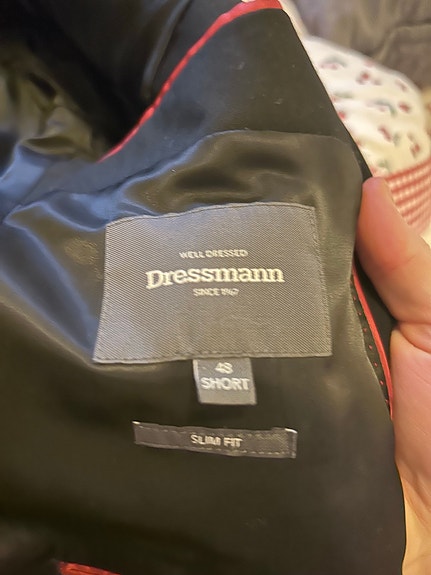 WELL DRESSED
Dressmann
SINCE 1967
48
SHORT
SLIM FIT